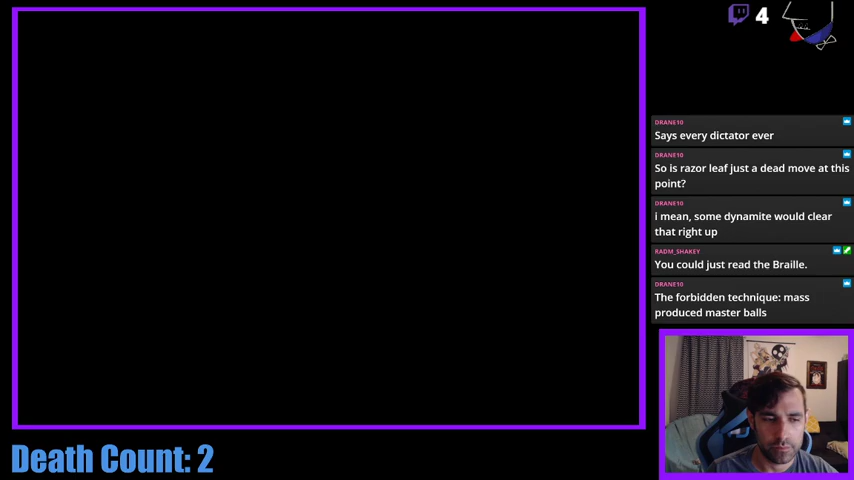 4
DRANE10
Says every dictator ever
DRANE10
So is razor leaf just a dead move at this
point?
DRANE10
i mean, some dynamite would clear
that right up
RADM_SHAKEY
You could just read the Braille.
DRANE10
The forbidden technique: mass
produced master balls
Death Count: 2